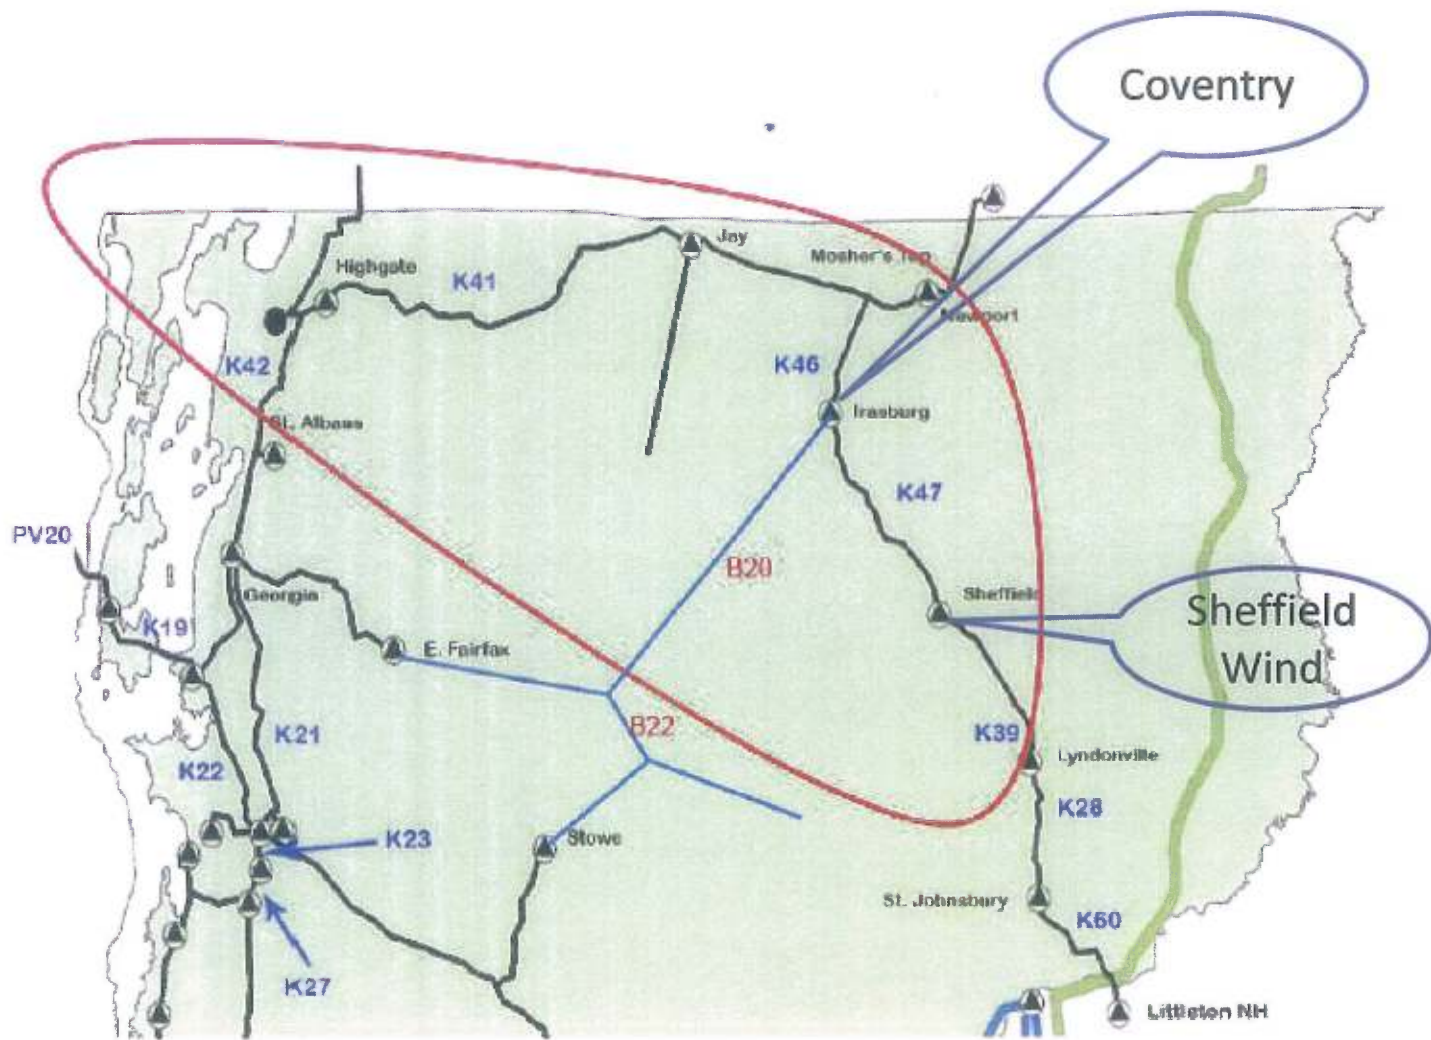 Coventry
Jay
Mosher's Tap
Highgate
K41
Newport
K42
K46
St. Albans
Irasburg
K47
PV20
B20
Georgia
Sheffield
Sheffield
Wind
K19
E. Fairfax
B22
K21
K39
Lyndonville
K22
K28
K23
Stowe
St. Johnsbury
K60
K27
Littleton NH